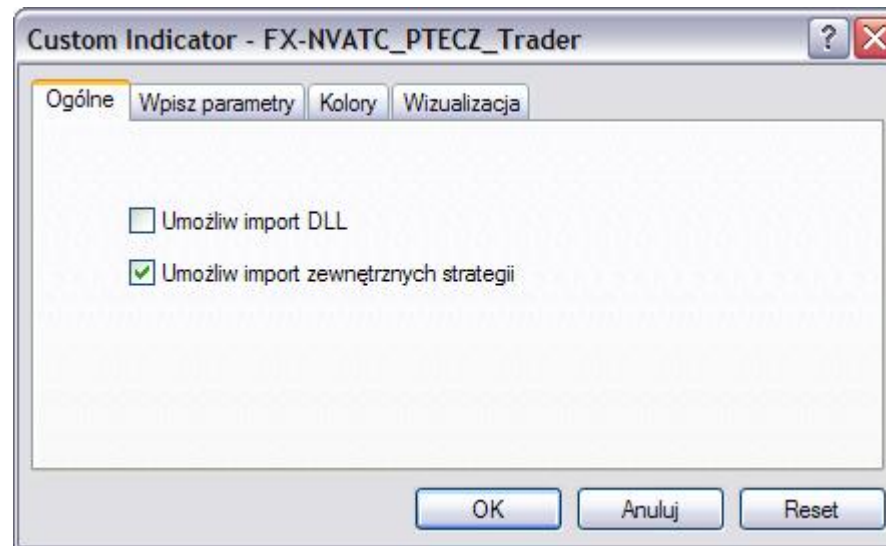 Custom Indicator - FX-NVATC_PTECZ_Trader
Ogólne Wpisz parametry Kolory Wizualizacja
Umożliw import DLL
Umożliw import zewnętrznych strategii
OK Anuluj Reset